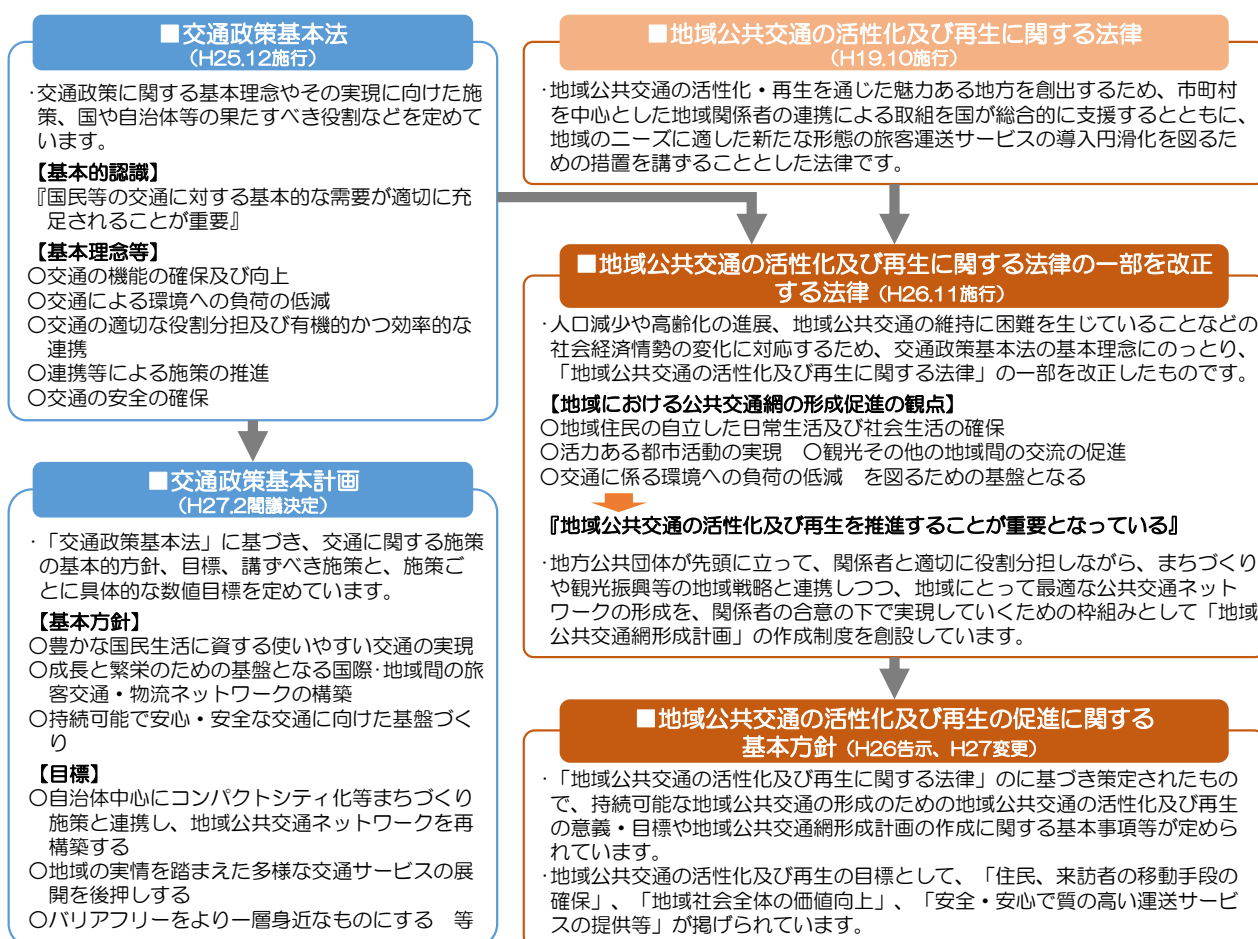 ■交通政策基本法
（H25.12施行）
･交通政策に関する基本理念やその実現に向けた施
策、国や自治体等の果たすべき役割などを定めて
います。
【基本的認識】
『国民等の交通に対する基本的な需要が適切に充
足されることが重要』
【基本理念等】
○交通の機能の確保及び向上
○交通による環境への負荷の低減
○交通の適切な役割分担及び有機的かつ効率的な
連携
○連携等による施策の推進
○交通の安全の確保
■交通政策基本計画
（H27.2閣議決定）
･「交通政策基本法」に基づき、交通に関する施策
の基本的方針、目標、講ずべき施策と、施策ご
とに具体的な数値目標を定めています。
【基本方針】
○豊かな国民生活に資する使いやすい交通の実現
○成長と繁栄のための基盤となる国際･地域間の旅
客交通・物流ネットワークの構築
○持続可能で安心・安全な交通に向けた基盤づく
り
【目標】
○自治体中心にコンパクトシティ化等まちづくり
施策と連携し、地域公共交通ネットワークを再
構築する
○地域の実情を踏まえた多様な交通サービスの展
開を後押しする
○バリアフリーをより一層身近なものにする　等
■地域公共交通の活性化及び再生に関する法律
（H19.10施行）
･地域公共交通の活性化・再生を通じた魅力ある地方を創出するため、市町村
を中心とした地域関係者の連携による取組を国が総合的に支援するとともに、
地域のニーズに適した新たな形態の旅客運送サービスの導入円滑化を図るた
めの措置を講ずることとした法律です。
■地域公共交通の活性化及び再生に関する法律の一部を改正
する法律（H26.11施行）
･人口減少や高齢化の進展、地域公共交通の維持に困難を生じていることなどの
社会経済情勢の変化に対応するため、交通政策基本法の基本理念にのっとり、
「地域公共交通の活性化及び再生に関する法律」の一部を改正したものです。
【地域における公共交通網の形成促進の観点】
○地域住民の自立した日常生活及び社会生活の確保
○活力ある都市活動の実現　○観光その他の地域間の交流の促進
○交通に係る環境への負荷の低減　を図るための基盤となる
『地域公共交通の活性化及び再生を推進することが重要となっている』
･地方公共団体が先頭に立って、関係者と適切に役割分担しながら、まちづくり
や観光振興等の地域戦略と連携しつつ、地域にとって最適な公共交通ネット
ワークの形成を、関係者の合意の下で実現していくための枠組みとして「地域
公共交通網形成計画」の作成制度を創設しています。
■地域公共交通の活性化及び再生の促進に関する
基本方針（H26告示、H27変更）
･「地域公共交通の活性化及び再生に関する法律」のに基づき策定されたもの
で、持続可能な地域公共交通の形成のための地域公共交通の活性化及び再生
の意義・目標や地域公共交通網形成計画の作成に関する基本事項等が定めら
れています。
･地域公共交通の活性化及び再生の目標として、「住民、来訪者の移動手段の
確保」、「地域社会全体の価値向上」、「安全・安心で質の高い運送サービ
スの提供等」が掲げられています。